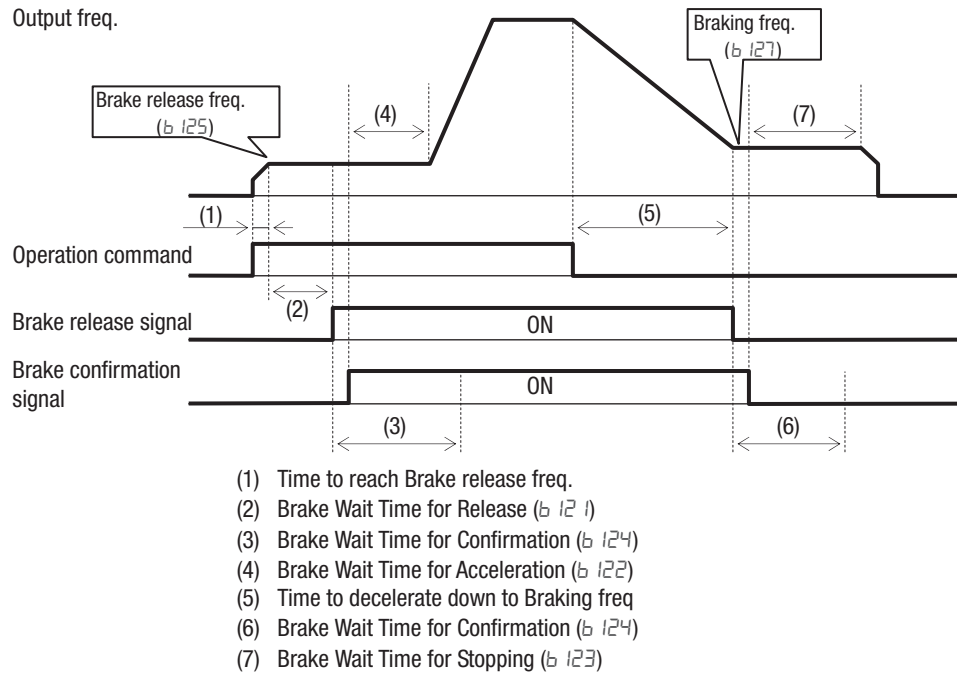 Output freq.
Braking freq.
(b 127)
Brake release freq.
(b 125)
(4)
(7)
(1)
(5)
Operation command
(2)
Brake release signal
ON
Brake confirmation
signal
ON
(3)
(6)
(1) Time to reach Brake release freq.
(2) Brake Wait Time for Release (b 121)
(3) Brake Wait Time for Confirmation (b 124)
(4) Brake Wait Time for Acceleration (b 122)
(5) Time to decelerate down to Braking freq
(6) Brake Wait Time for Confirmation (b 124)
(7) Brake Wait Time for Stopping (b 123)